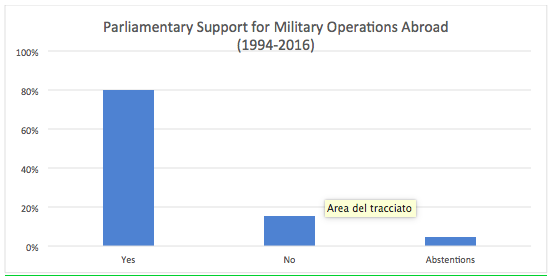 Parliamentary Support for Military Operations Abroad
(1994-2016)
100%
80%
60%
40%
20%
0%
Area del tracciato
Yes
No
Abstentions